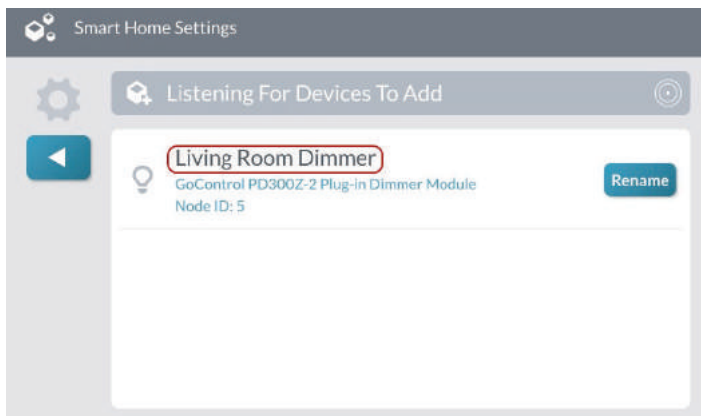 Smart Home Settings
Listening For Devices To Add
Living Room Dimmer
GoControl PD300Z-2 Plug-in Dimmer Module
Rename
Node ID: 5